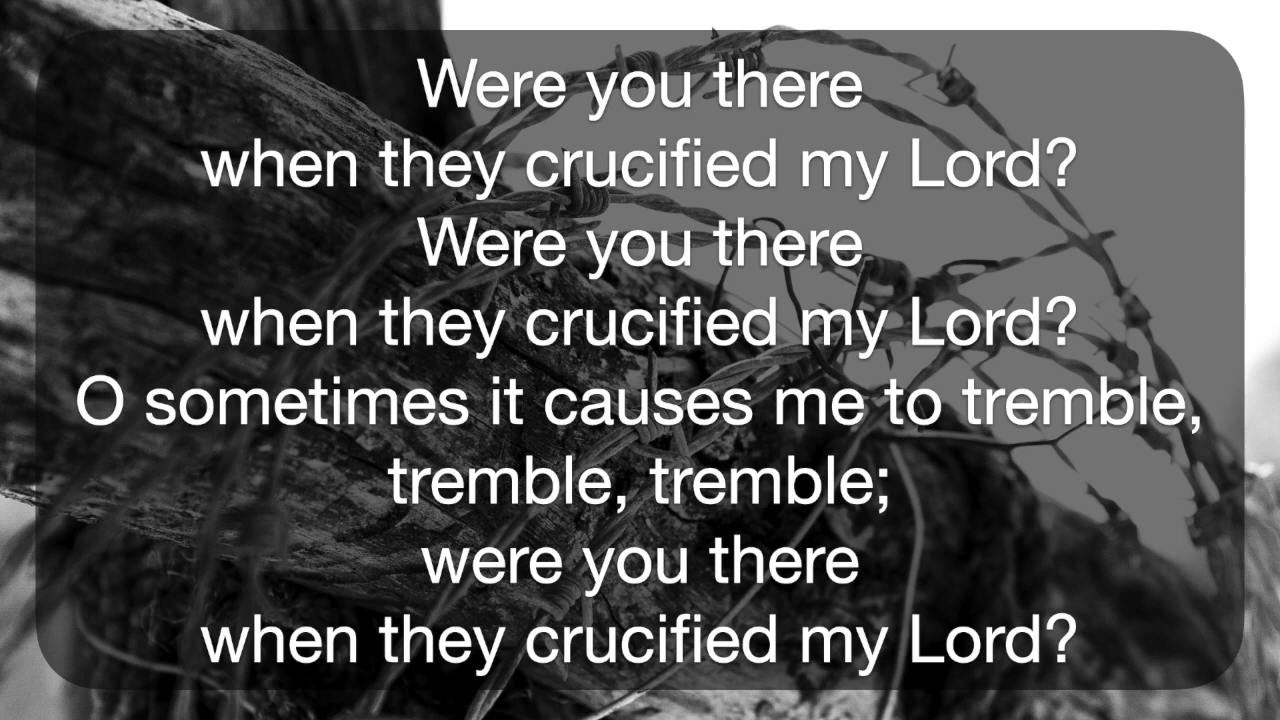 Were you there
when they crucified my Lord?
Were you there
when they crucified my Lord?
O sometimes it causes me to tremble,
tremble, tremble;
were you there
when they crucified my Lord?